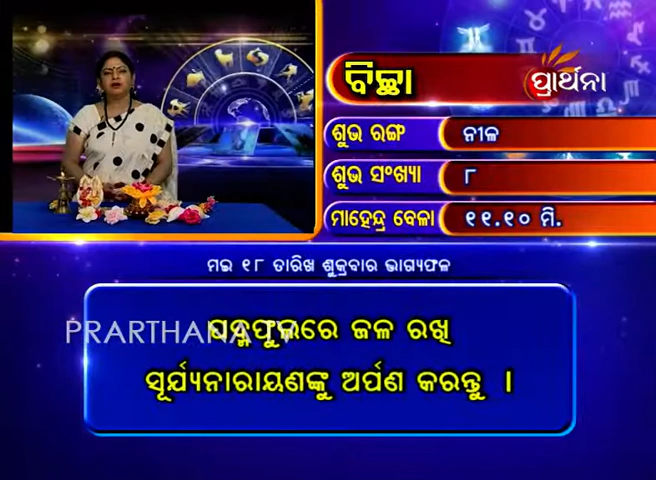 ବିଛା
ପ୍ରାର୍ଥନା
ଶୁଭ ରଙ୍ଗ
ନୀଳ
ଶୁଭ ସଂଖ୍ୟା
୮
ମାହେନ୍ଦ୍ର ବେଳା
୧୧.୧୦ ମି.
ମଇ ୧୮ ତାରିଖ ଶୁକ୍ରବାର ଭାଗ୍ୟଫଳ
PRARTHANA TV
ପଦ୍ମଫୁଲରେ ଜଳ ରଖି
ସୂର୍ଯ୍ୟନାରାୟଣଙ୍କୁ ଅର୍ପଣ କରନ୍ତୁ ।